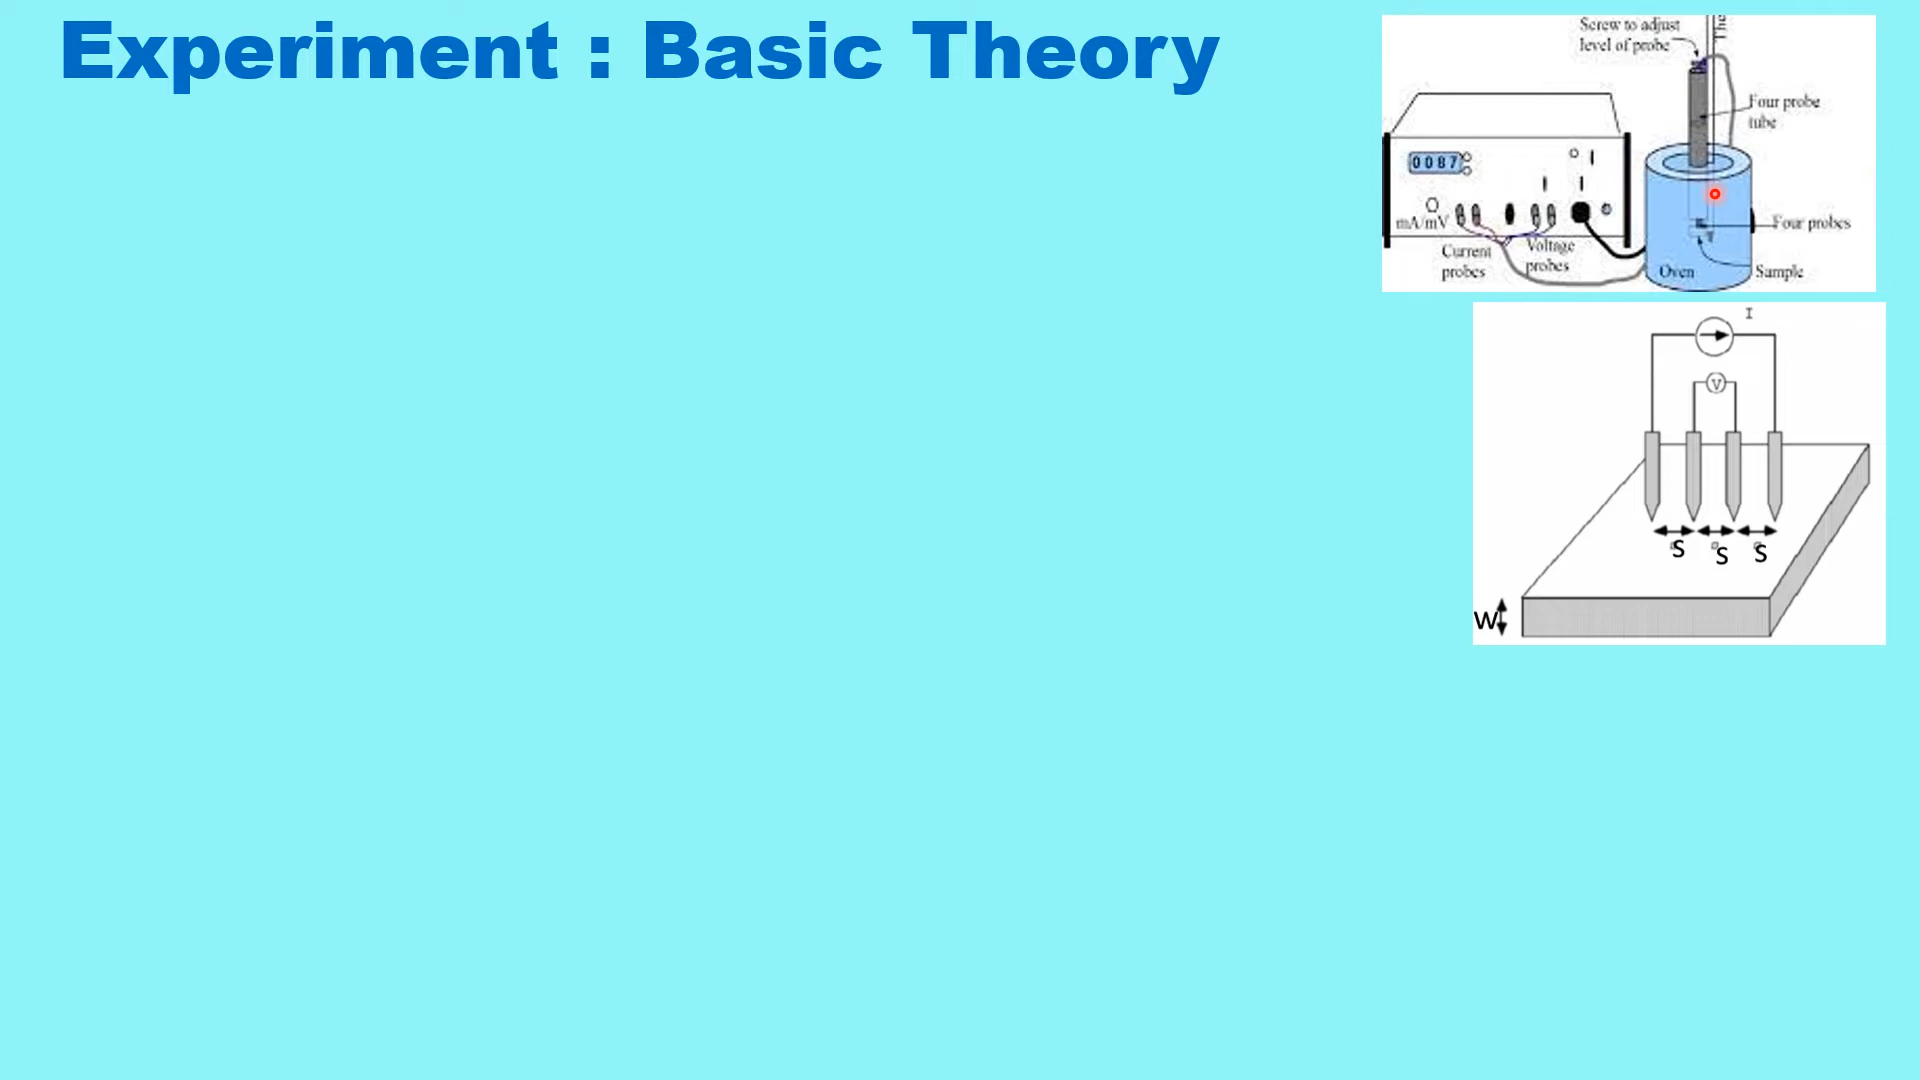 Experiment : Basic Theory
Screw to adjust
level of probe
Four probe
tube
0087
mA/mV
Current
probes
Voltage
probes
Four probes
Oven
Sample
I
V
S S S
W